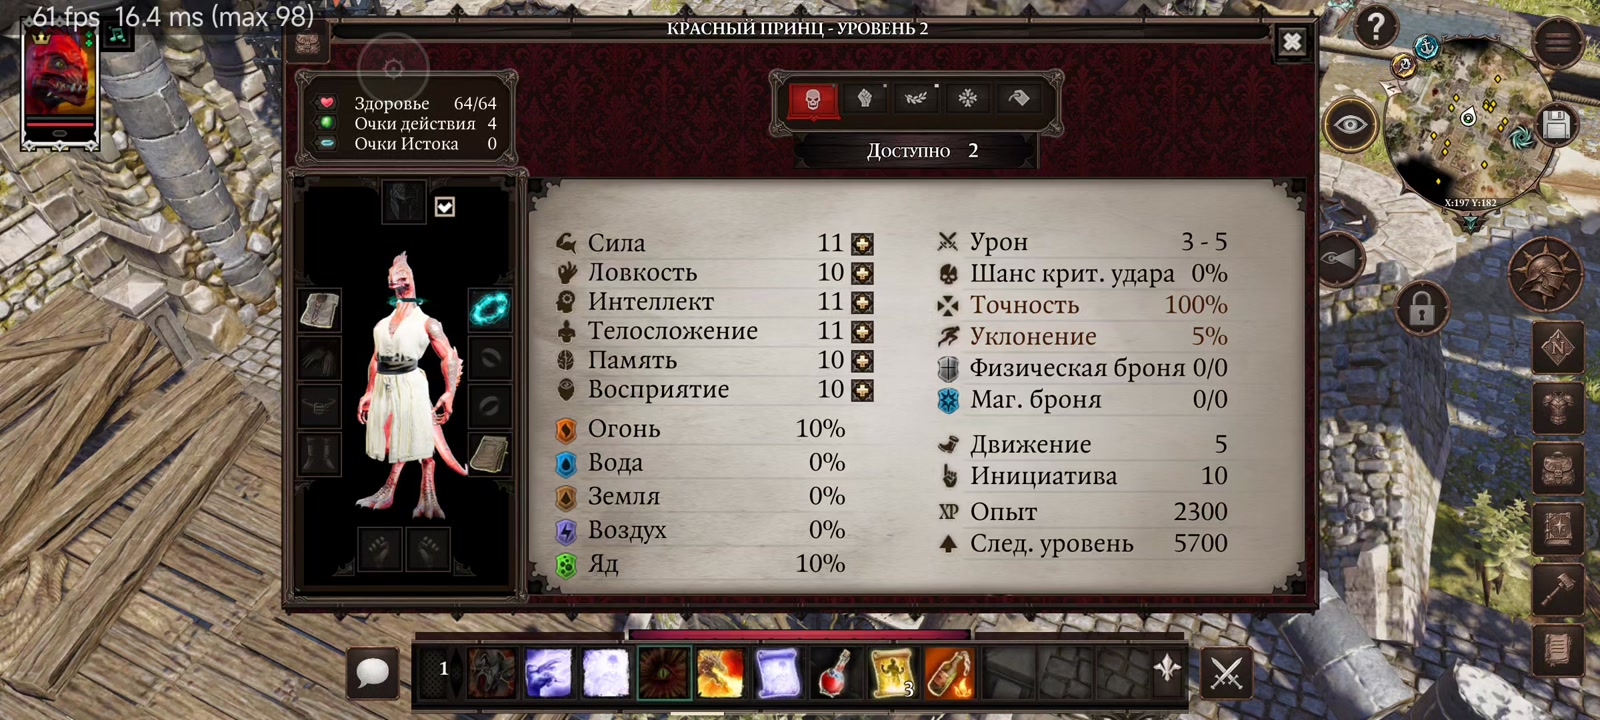 61 fps 16.4 ms (max 98)
КРАСНЫЙ ПРИНЦ - УРОВЕНЬ 2
Здоровье 64/64
Очки действия 4
Очки Истока 0
Доступно 2
Сила 11
Ловкость 10
Интеллект 11
Телосложение 11
Память 10
Восприятие 10
Огонь 10%
Вода 0%
Земля 0%
Воздух 0%
Яд 10%
Урон 3 - 5
Шанс крит. удара 0%
Точность 100%
Уклонение 5%
Физическая броня 0/0
Маг. броня 0/0
Движение 5
Инициатива 10
XP Опыт 2300
След. уровень 5700
?
X:197 Y:182
N
1
3